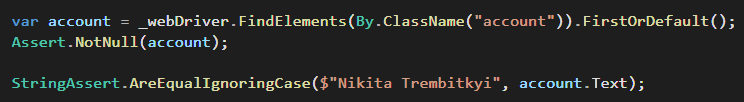 var account = _webDriver.FindElements(By.ClassName("account")).FirstOrDefault();
Assert.NotNull(account);
StringAssert.AreEqualIgnoringCase($"Nikita Trembitkyi", account.Text);